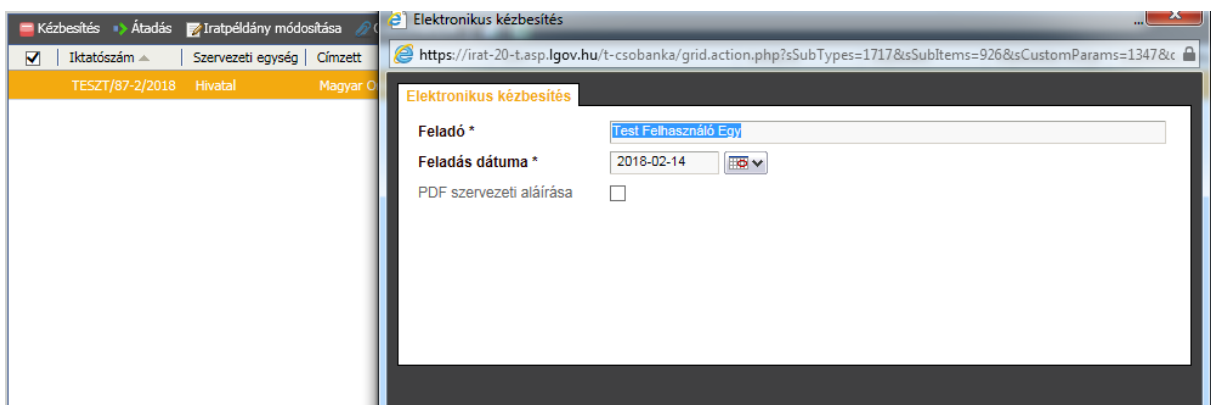 Kézbesítés Átadás Iratpéldány módosítása
Iktatószám Szervezeti egység Címzett
TESZT/87-2/2018 Hivatal Magyar O
Elektronikus kézbesítés ...
https://irat-20-t.asp.lgov.hu/t-csobanka/grid.action.php?sSubTypes=1717&sSubItems=926&sCustomParams=1347&c
Elektronikus kézbesítés
Feladó * Test Felhasználó Egy
Feladás dátuma * 2018-02-14
PDF szervezeti aláírása